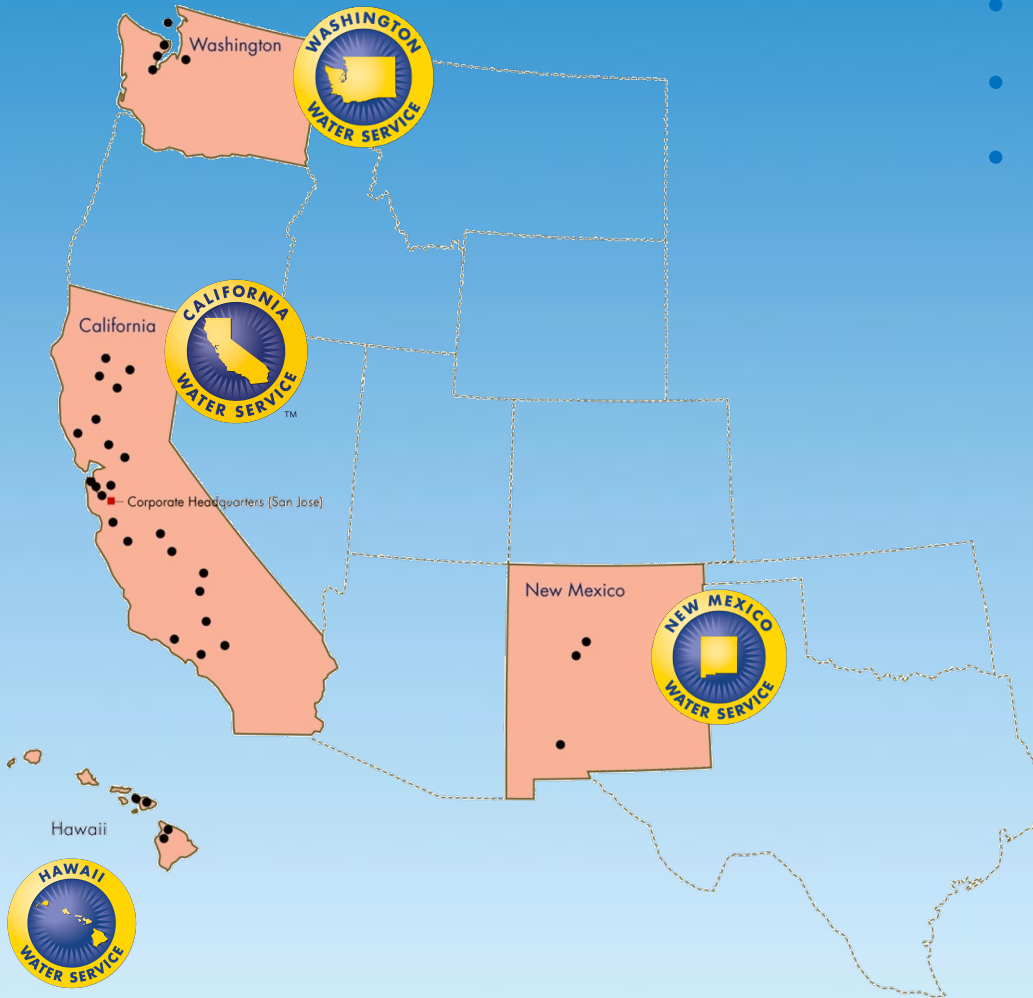 Washington
WASHINGTON
WATER SERVICE
California
CALIFORNIA
WATER SERVICE
TM
Corporate Headquarters (San Jose)
New Mexico
NEW MEXICO
WATER SERVICE
Hawaii
HAWAII
WATER SERVICE